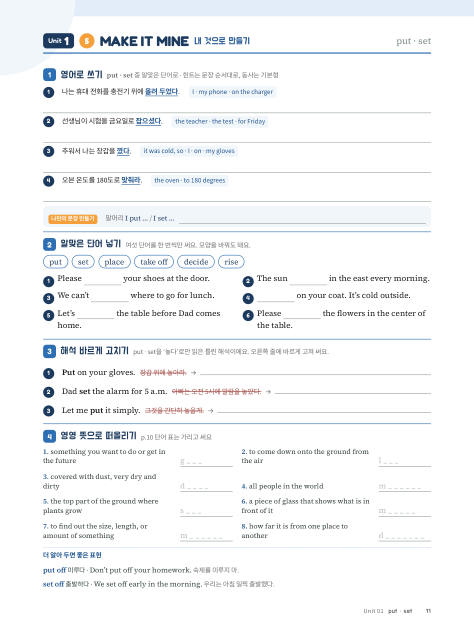 Unit 1 5 MAKE IT MINE 내 것으로 만들기 put · set
1 영어로 쓰기 put · set 중 알맞은 단어로 · 힌트는 문장 순서대로, 동사는 기본형
1 나는 휴대 전화를 충전기 위에 올려 두었다. I · my phone · on the charger
2 선생님이 시험을 금요일로 잡으셨다. the teacher · the test · for Friday
3 추워서 나는 장갑을 꼈다. it was cold, so · I · on · my gloves
4 오븐 온도를 180도로 맞춰라. the oven · to 180 degrees
나만의 문장 만들기 말머리 I put ... / I set ...
2 알맞은 단어 넣기 여섯 단어를 한 번씩만 써요. 모양을 바꿔도 돼요.
put set place take off decide rise
1 Please ________ your shoes at the door.
2 The sun ________ in the east every morning.
3 We can't ________ where to go for lunch.
4 ________ on your coat. It's cold outside.
5 Let's ________ the table before Dad comes
home.
6 Please ________ the flowers in the center of
the table.
3 해석 바르게 고치기 put · set을 '놓다'로만 읽은 틀린 해석이에요. 오른쪽 줄에 바르게 고쳐 써요.
1 Put on your gloves. 장갑 위에 놓아라. →
2 Dad set the alarm for 5 a.m. 아빠는 오전 5시에 알람을 놓았다. →
3 Let me put it simply. 그것을 간단히 놓을게. →
4 영영 뜻으로 떠올리기 p.10 단어 표는 가리고 써요
1. something you want to do or get in
the future g _ _ _
2. to come down onto the ground from
the air l _ _ _
3. covered with dust, very dry and
dirty d _ _ _ _
4. all people in the world m _ _ _ _ _ _
5. the top part of the ground where
plants grow s _ _ _
6. a piece of glass that shows what is in
front of it m _ _ _ _ _
7. to find out the size, length, or
amount of something m _ _ _ _ _ _
8. how far it is from one place to
another d _ _ _ _ _ _ _
더 알아 두면 좋은 표현
put off 미루다 · Don't put off your homework. 숙제를 미루지 마.
set off 출발하다 · We set off early in the morning. 우리는 아침 일찍 출발했다.
Unit 01 put · set 11